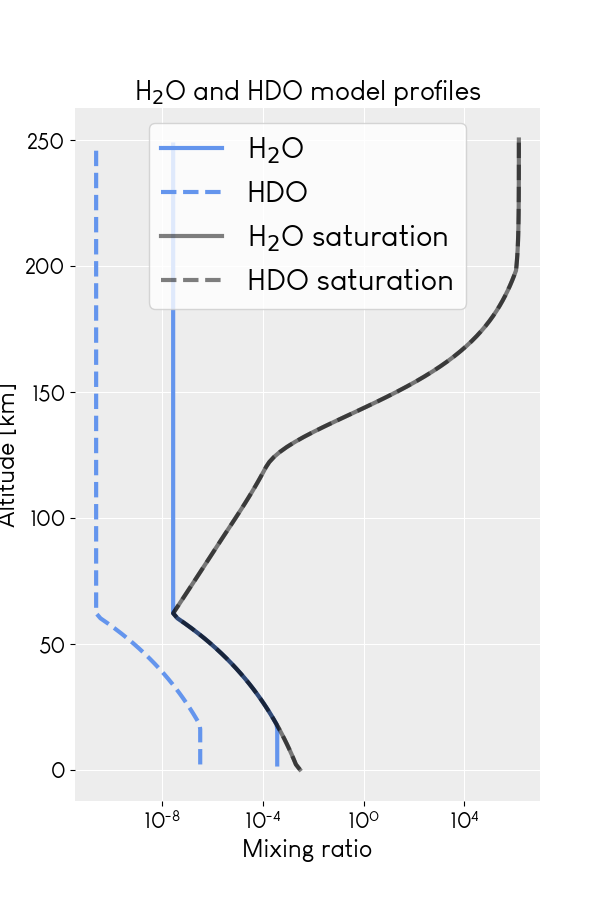 H₂O and HDO model profiles
250
200
150
100
50
0
Altitude [km]
H₂O
HDO
H₂O saturation
HDO saturation
10⁻⁸
10⁻⁴
10⁰
10⁴
Mixing ratio